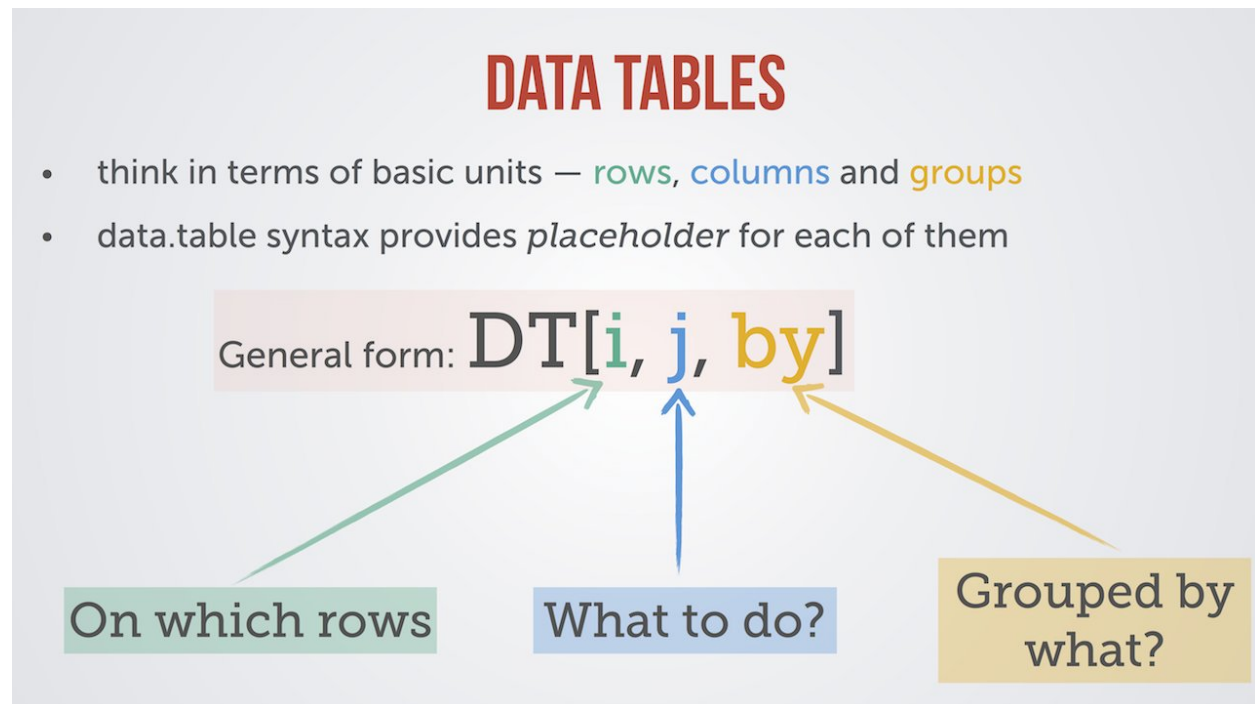 DATA TABLES
• think in terms of basic units — rows, columns and groups
• data.table syntax provides placeholder for each of them
General form: DT[i, j, by]
On which rows
What to do?
Grouped by
what?